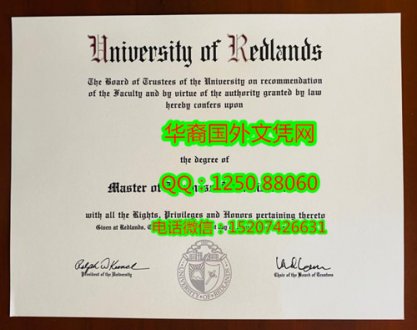 University of Redlands
The Board of Trustees of the University on recommendation
of the Faculty and by virtue of the authority granted by law
hereby confers upon
华裔国外文凭网
the degree of
Master of
QQ：1250.88060
with all the Rights, Privileges and Honors pertaining thereto
Given at Redlands,
电话微信：15207426631
President of the University
Chair of the Board of Trustees